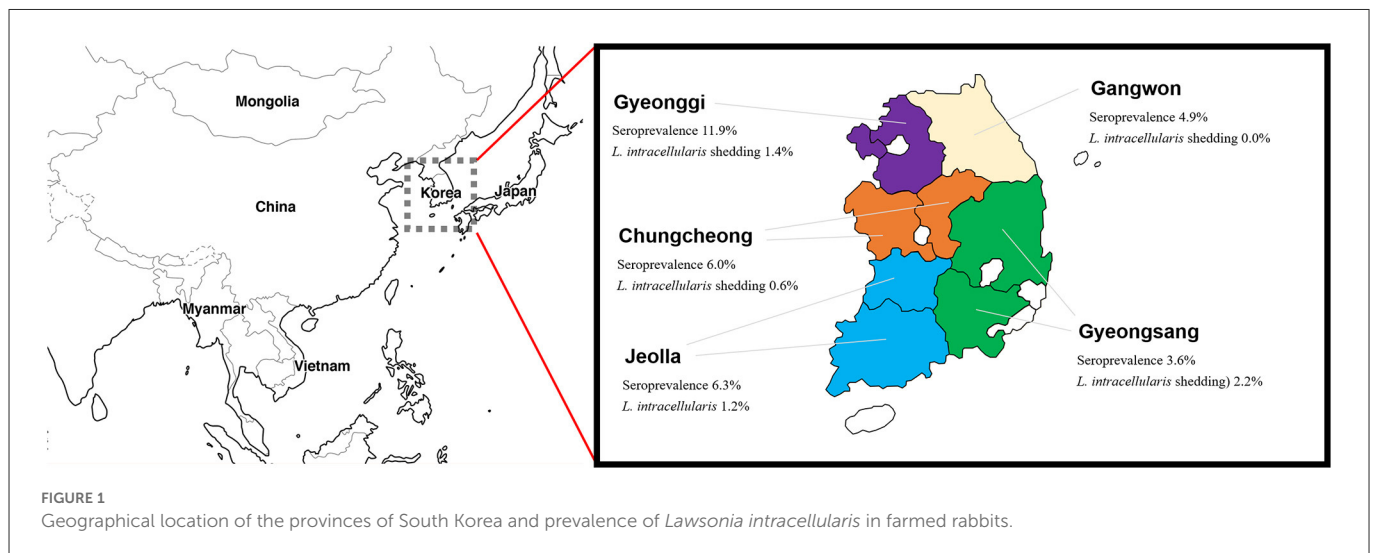 Mongolia
China
Korea
Japan
Myanmar
Vietnam
Gyeonggi
Seroprevalence 11.9%
L. intracellularis shedding 1.4%
Gangwon
Seroprevalence 4.9%
L. intracellularis shedding 0.0%
Chungcheong
Seroprevalence 6.0%
L. intracellularis shedding 0.6%
Jeolla
Seroprevalence 6.3%
L. intracellularis 1.2%
Gyeongsang
Seroprevalence 3.6%
L. intracellularis shedding) 2.2%
FIGURE 1
Geographical location of the provinces of South Korea and prevalence of Lawsonia intracellularis in farmed rabbits.